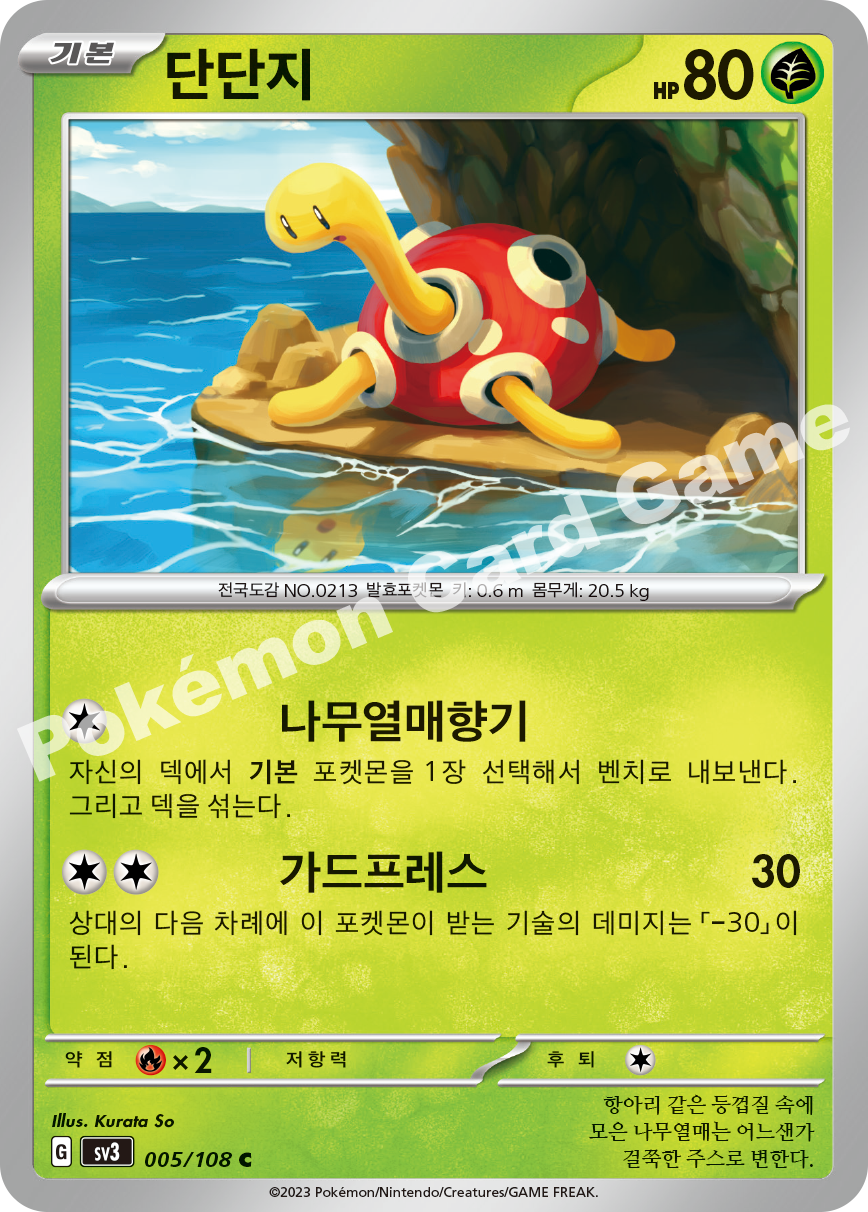 기본 단단지 HP 80
전국도감 NO.0213 발효포켓몬 키: 0.6 m 몸무게: 20.5 kg
Pokémon Card Game
나무열매향기
자신의 덱에서 기본 포켓몬을 1장 선택해서 벤치로 내보낸다.
그리고 덱을 섞는다.
가드프레스 30
상대의 다음 차례에 이 포켓몬이 받는 기술의 데미지는 「-30」이
된다.
약점 ×2 저항력 후퇴
Illus. Kurata So
G sv3 005/108 C
항아리 같은 등껍질 속에
모은 나무열매는 어느샌가
걸쭉한 주스로 변한다.
©2023 Pokémon/Nintendo/Creatures/GAME FREAK.